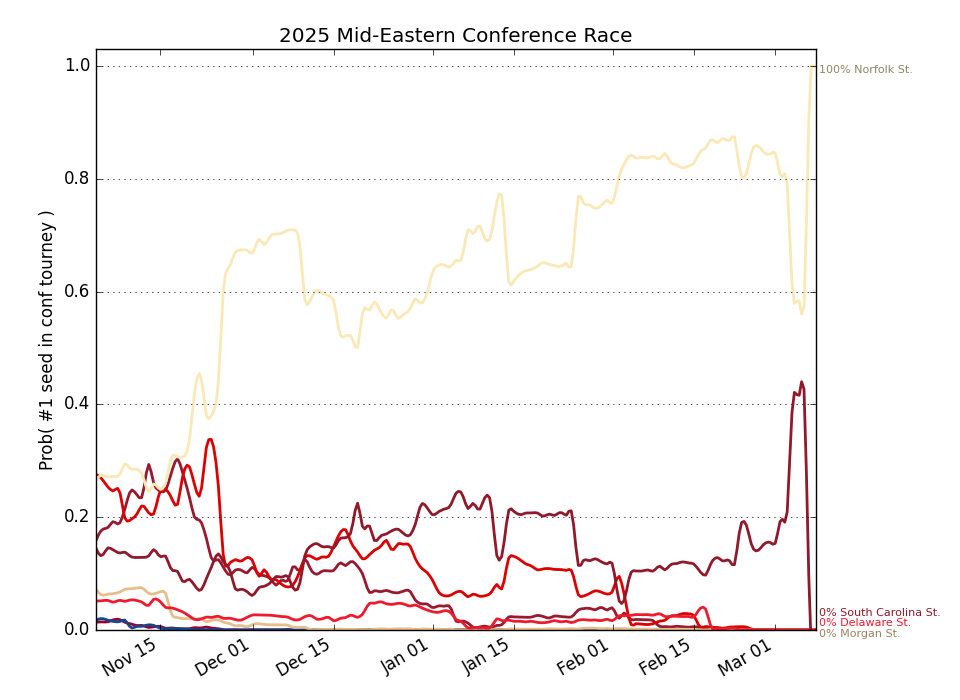 2025 Mid-Eastern Conference Race
Prob( #1 seed in conf tourney )
1.0
0.8
0.6
0.4
0.2
0.0
Nov 15
Dec 01
Dec 15
Jan 01
Jan 15
Feb 01
Feb 15
Mar 01
100% Norfolk St.
0% South Carolina St.
0% Delaware St.
0% Morgan St.